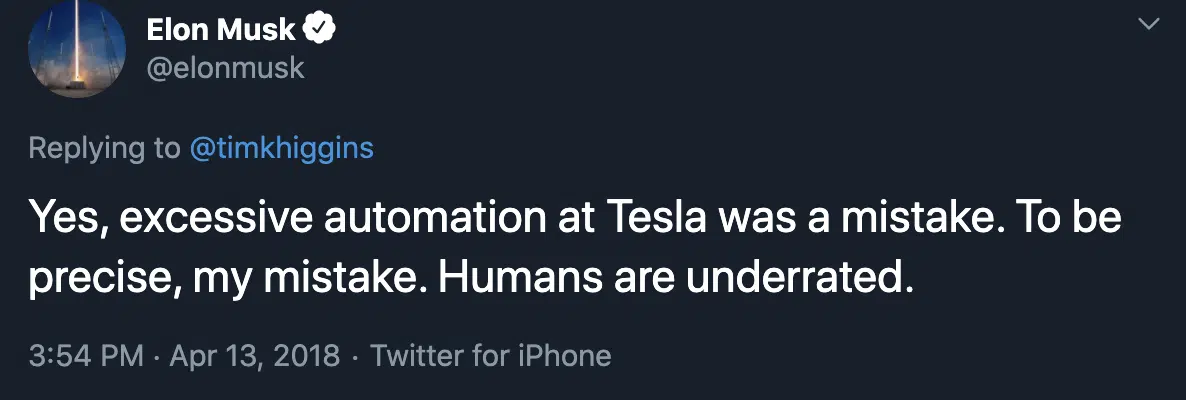 Elon Musk
@elonmusk
Replying to @timkhiggins
Yes, excessive automation at Tesla was a mistake. To be
precise, my mistake. Humans are underrated.
3:54 PM · Apr 13, 2018 · Twitter for iPhone